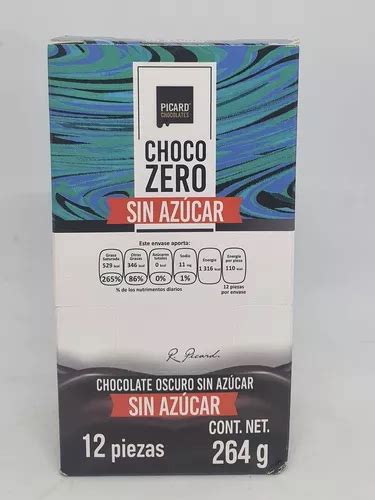 PICARD
CHOCOLATES
CHOCO
ZERO
SIN AZÚCAR
Este envase aporta:
Grasa Saturada 529 kcal 265%
Otras Grasas 346 kcal 86%
Azúcares totales 0 kcal 0%
Sodio 11 mg 1%
Energía 1 316 kcal
Energía por pieza 110 kcal
% de los nutrimentos diarios
12 piezas
por envase
R. Picard.
CHOCOLATE OSCURO SIN AZÚCAR
SIN AZÚCAR
12 piezas
CONT. NET.
264 g